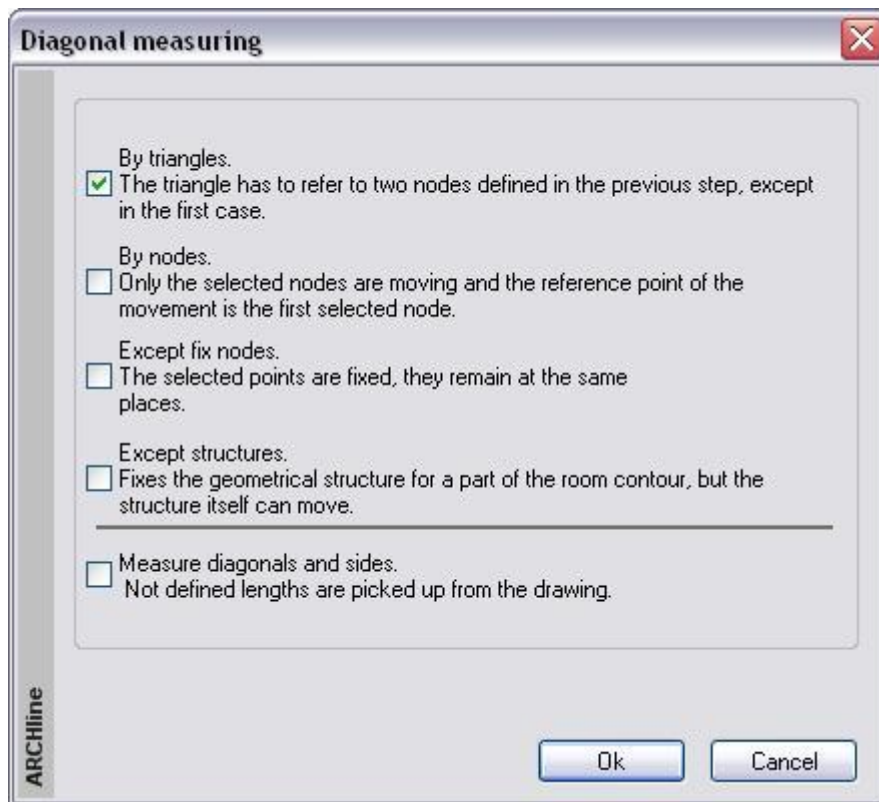 Diagonal measuring
By triangles.
The triangle has to refer to two nodes defined in the previous step, except
in the first case.
By nodes.
Only the selected nodes are moving and the reference point of the
movement is the first selected node.
Except fix nodes.
The selected points are fixed, they remain at the same
places.
Except structures.
Fixes the geometrical structure for a part of the room contour, but the
structure itself can move.
Measure diagonals and sides.
Not defined lengths are picked up from the drawing.
ARCHline
Ok
Cancel